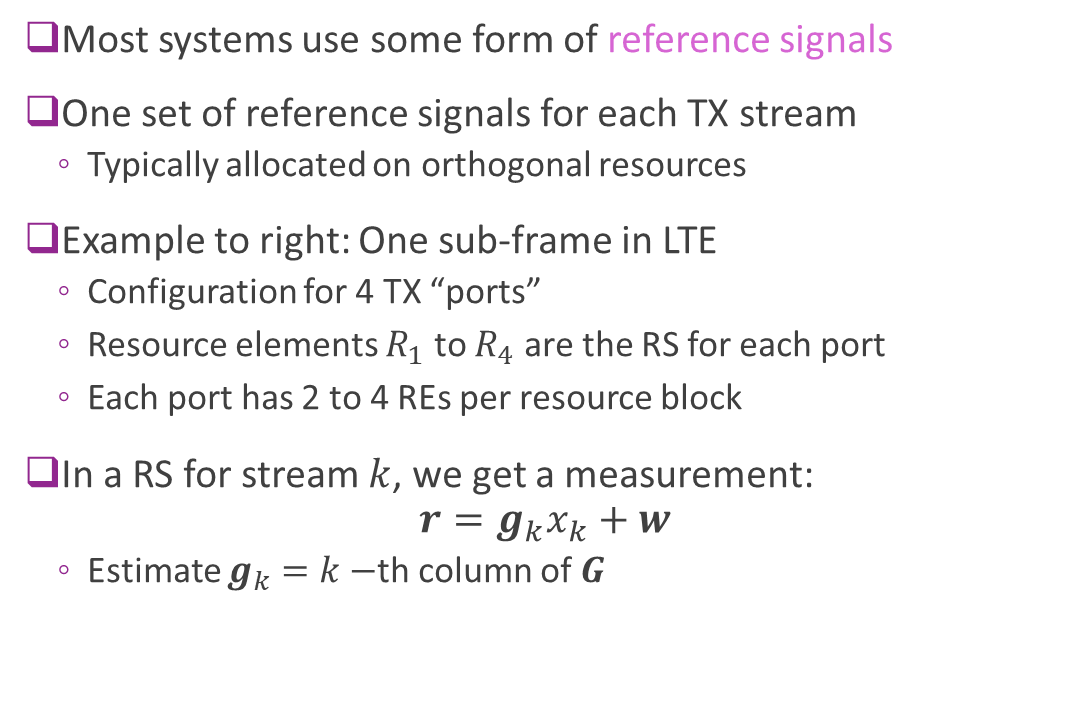 ❑Most systems use some form of reference signals
❑One set of reference signals for each TX stream
◦ Typically allocated on orthogonal resources
❑Example to right: One sub-frame in LTE
◦ Configuration for 4 TX “ports”
◦ Resource elements 𝑅₁ to 𝑅₄ are the RS for each port
◦ Each port has 2 to 4 REs per resource block
❑In a RS for stream 𝑘, we get a measurement:
𝒓 = 𝒈ₖ𝑥ₖ + 𝒘
◦ Estimate 𝒈ₖ = 𝑘 −th column of 𝑮